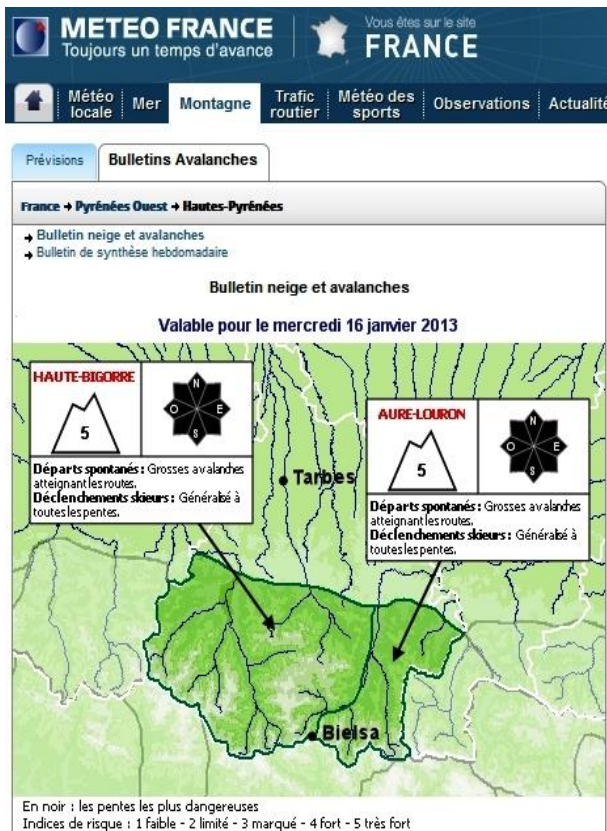 METEO FRANCE
Toujours un temps d'avance
Vous êtes sur le site
FRANCE
Météo locale
Mer
Montagne
Trafic routier
Météo des sports
Observations
Actualité
Prévisions
Bulletins Avalanches
France → Pyrénées Ouest → Hautes-Pyrénées
→ Bulletin neige et avalanches
→ Bulletin de synthèse hebdomadaire
Bulletin neige et avalanches
Valable pour le mercredi 16 janvier 2013
HAUTE-BIGORRE
5
N
O E
S
Départs spontanés : Grosses avalanches
atteignant les routes.
Déclenchements skieurs : Généralisé à
toutes les pentes.
AURE-LOURON
5
N
O E
S
Départs spontanés : Grosses avalanches
atteignant les routes.
Déclenchements skieurs : Généralisé à
toutes les pentes.
Tarbes
Bielsa
En noir : les pentes les plus dangereuses
Indices de risque : 1 faible - 2 limité - 3 marqué - 4 fort - 5 très fort